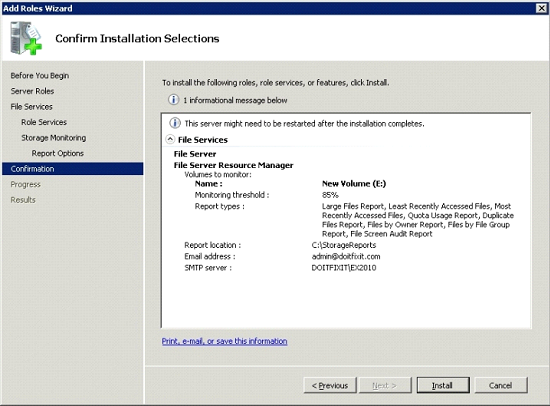 Add Roles Wizard
Confirm Installation Selections
Before You Begin
Server Roles
File Services
Role Services
Storage Monitoring
Report Options
Confirmation
Progress
Results
To install the following roles, role services, or features, click Install.
1 informational message below
This server might need to be restarted after the installation completes.
File Services
File Server
File Server Resource Manager
Volumes to monitor:
Name : New Volume (E:)
Monitoring threshold : 85%
Report types : Large Files Report, Least Recently Accessed Files, Most
Recently Accessed Files, Quota Usage Report, Duplicate
Files Report, Files by Owner Report, Files by File Group
Report, File Screen Audit Report
Report location : C:\StorageReports
Email address : admin@doitfixit.com
SMTP server : DOITFIXIT\EX2010
Print, e-mail, or save this information
< Previous
Next >
Install
Cancel